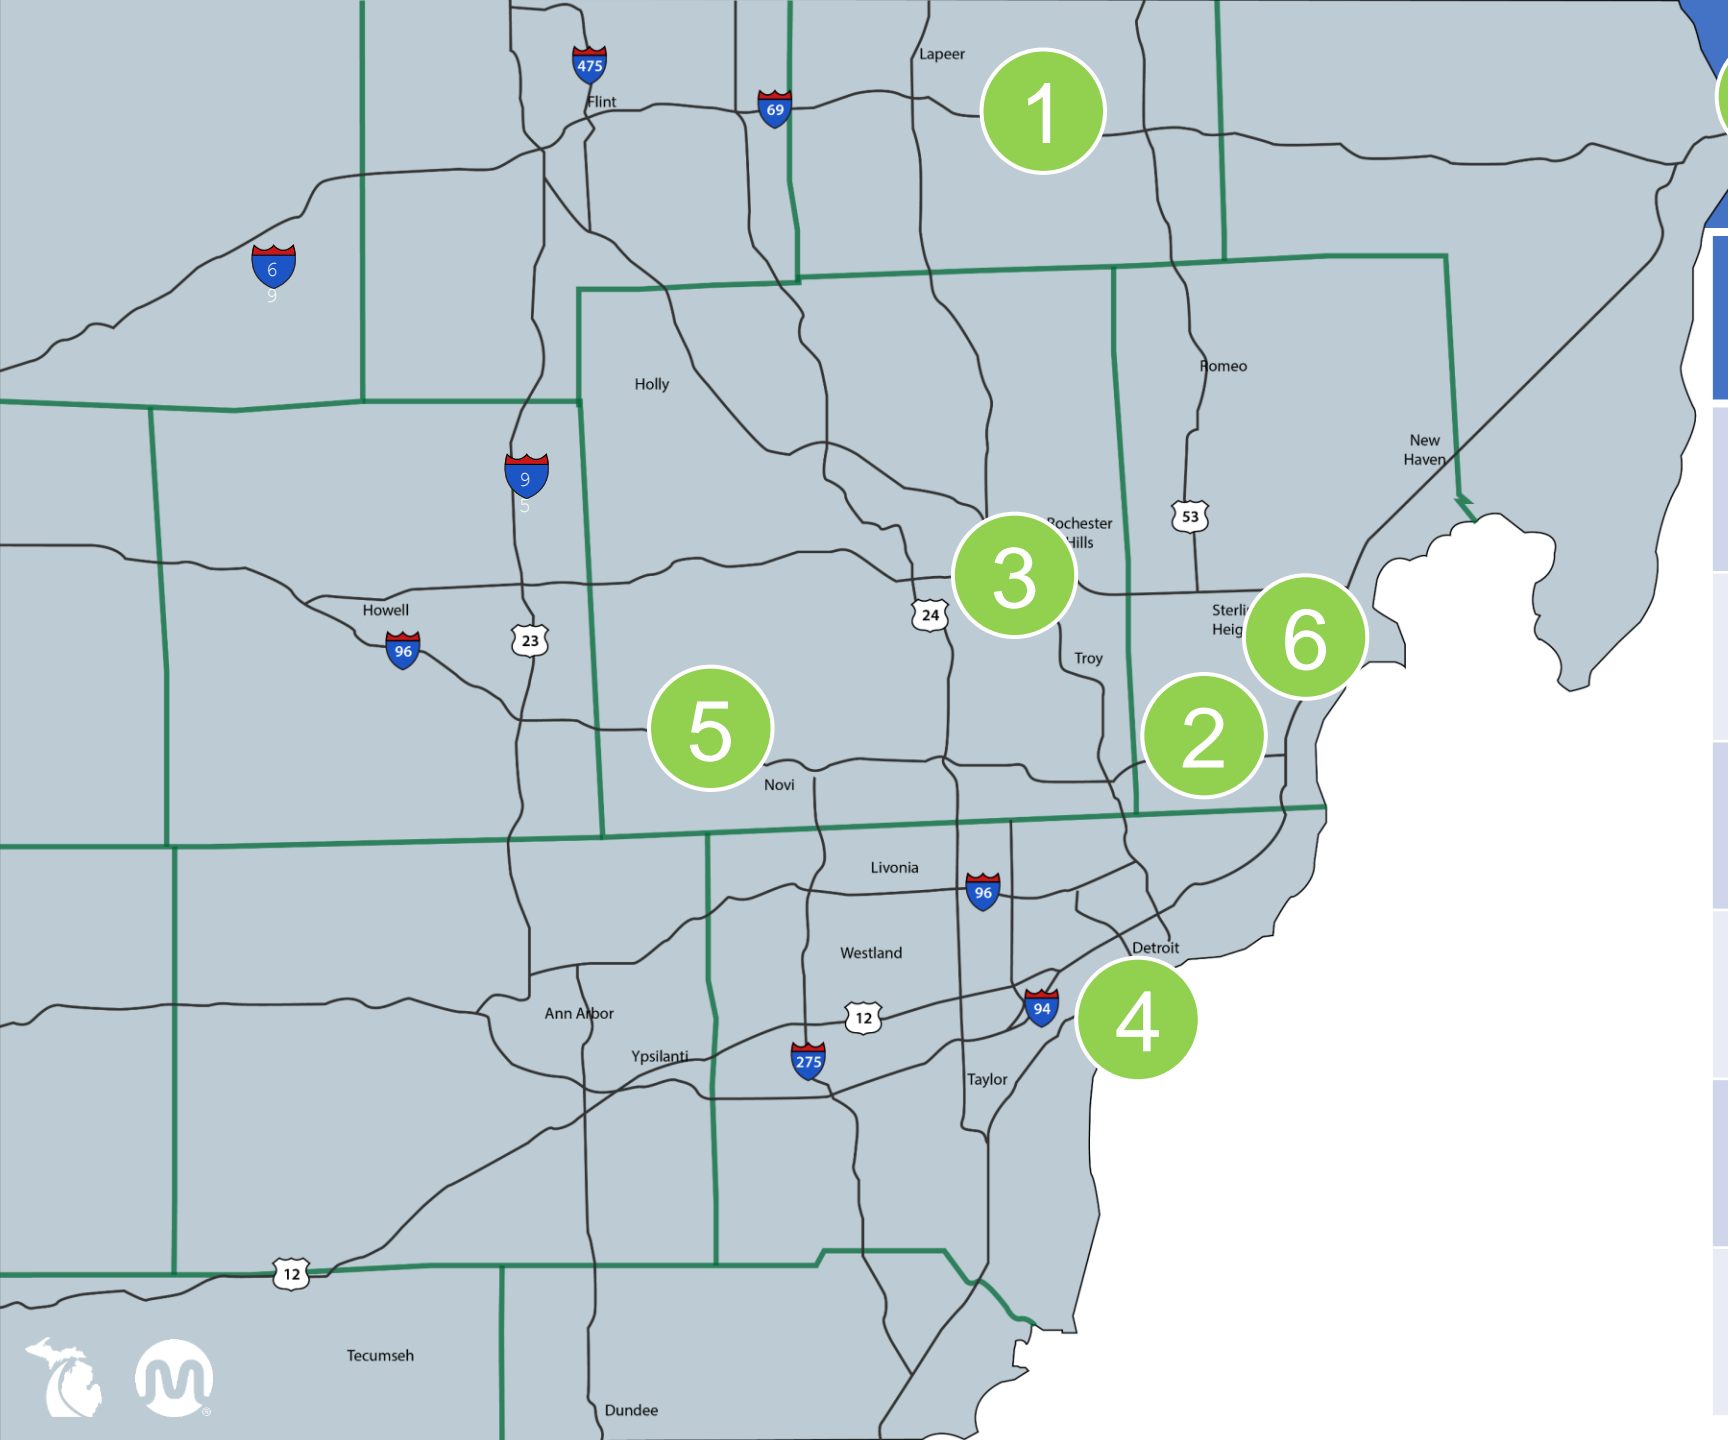 475
Lapeer
Flint
69
1
6
9
Romeo
Holly
New
Haven
9
5
53
Rochester
Hills
3
Howell
24
Sterli
Heig
6
23
96
Troy
5
2
Novi
Livonia
96
Westland
Detroit
94
Ann Arbor
12
4
Ypsilanti
275
Taylor
12
Tecumseh
Dundee
M
®